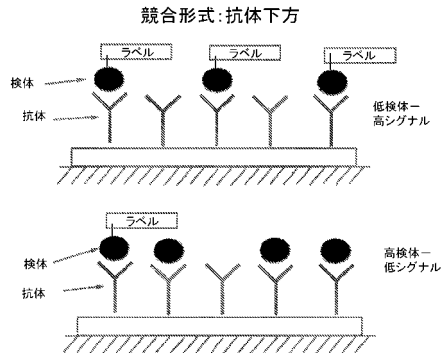 競合形式：抗体下方
ラベル
ラベル
ラベル
検体
抗体
低検体－
高シグナル
ラベル
検体
抗体
高検体－
低シグナル